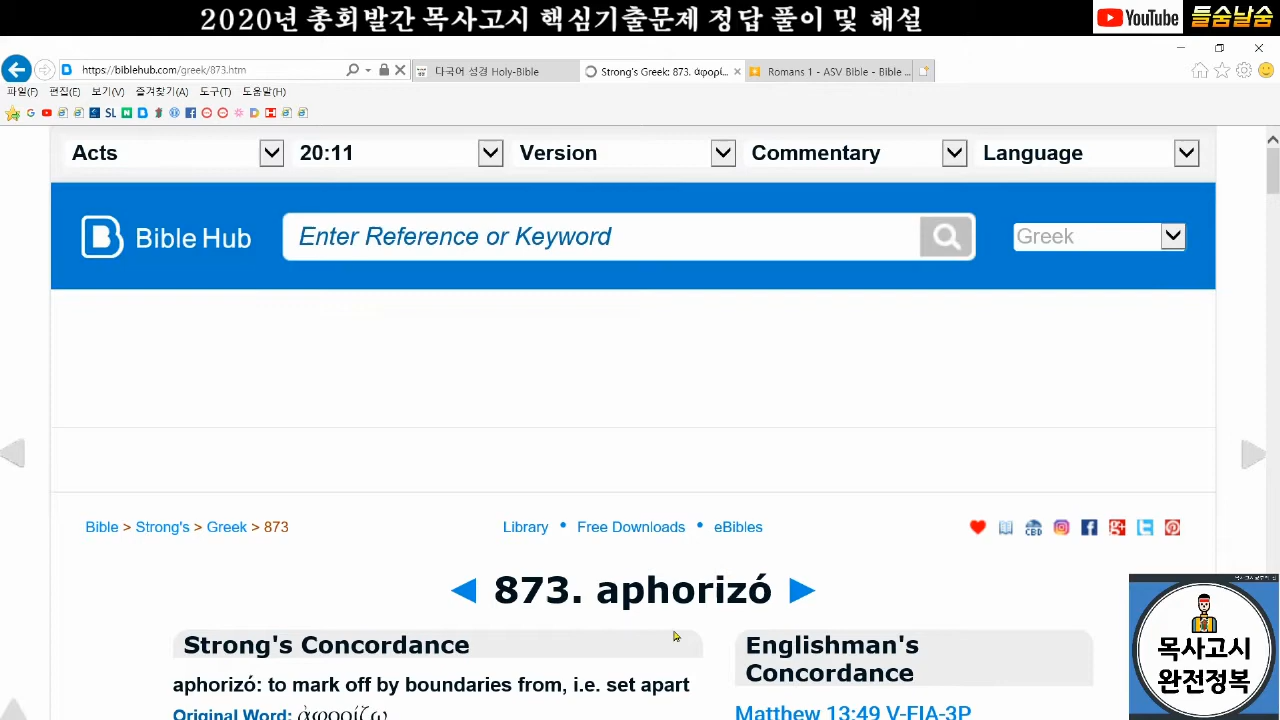 2020년 총회발간 목사고시 핵심기출문제 정답 풀이 및 해설
YouTube
들숨날숨
https://biblehub.com/greek/873.htm
다국어 성경 Holy-Bible
Strong's Greek: 873. ἀφορί...
Romans 1 - ASV Bible - Bible ...
파일(F) 편집(E) 보기(V) 즐겨찾기(A) 도구(T) 도움말(H)
Acts 20:11 Version Commentary Language
Bible Hub
Enter Reference or Keyword
Greek
Bible > Strong's > Greek > 873
Library • Free Downloads • eBibles
873. aphorizó
Strong's Concordance
aphorizó: to mark off by boundaries from, i.e. set apart
Original Word: ἀφορίζω
Englishman's
Concordance
Matthew 13:49 V-FIA-3P
목사고시
완전정복